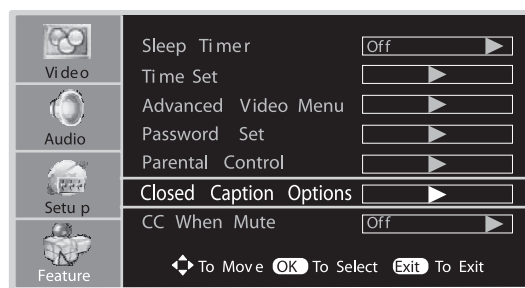 Video
Audio
Setup
Feature
Sleep Timer Off
Time Set
Advanced Video Menu
Password Set
Parental Control
Closed Caption Options
CC When Mute Off
To Move OK To Select Exit To Exit